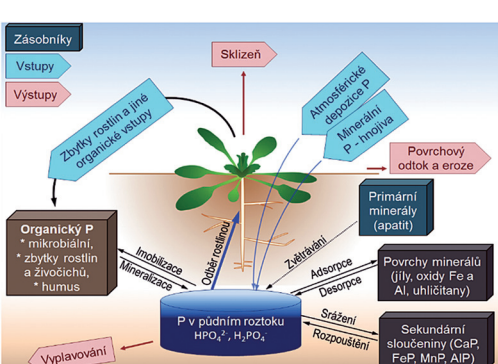 Zásobníky
Vstupy
Výstupy
Sklizeň
Zbytky rostlin a jiné
organické vstupy
Atmosférické
depozice P
Minerální
P - hnojiva
Povrchový
odtok a eroze
Primární
minerály
(apatit)
Organický P
* mikrobiální,
* zbytky rostlin
a živočichů,
* humus
Imobilizace
Mineralizace
Odběr rostlinou
Zvětrávání
Adsorpce
Desorpce
Povrchy minerálů
(jíly, oxidy Fe a
Al, uhličitany)
P v půdním roztoku
HPO₄²⁻, H₂PO₄⁻
Srážení
Rozpouštění
Sekundární
sloučeniny (CaP,
FeP, MnP, AlP)
Vyplavování